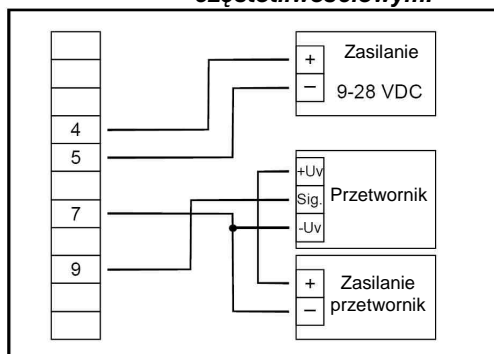 4
5
7
9
+
−
Zasilanie
9-28 VDC
+Uv
Sig.
-Uv
Przetwornik
+
−
Zasilanie
przetwornik